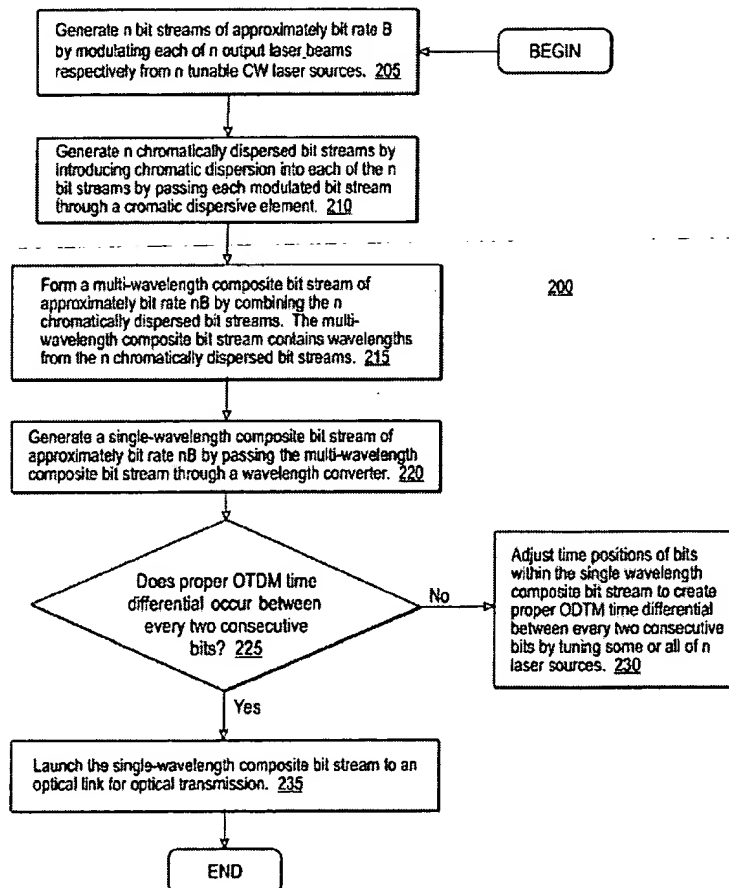 Generate n bit streams of approximately bit rate B
by modulating each of n output laser beams
respectively from n tunable CW laser sources. 205
BEGIN
Generate n chromatically dispersed bit streams by
introducing chromatic dispersion into each of the n
bit streams by passing each modulated bit stream
through a cromatic dispersive element. 210
Form a multi-wavelength composite bit stream of
approximately bit rate nB by combining the n
chromatically dispersed bit streams. The multi-
wavelength composite bit stream contains wavelengths
from the n chromatically dispersed bit streams. 215
200
Generate a single-wavelength composite bit stream of
approximately bit rate nB by passing the multi-wavelength
composite bit stream through a wavelength converter. 220
Does proper OTDM time
differential occur between
every two consecutive
bits? 225
No
Adjust time positions of bits
within the single wavelength
composite bit stream to create
proper ODTM time differential
between every two consecutive
bits by tuning some or all of n
laser sources. 230
Yes
Launch the single-wavelength composite bit stream to an
optical link for optical transmission. 235
END